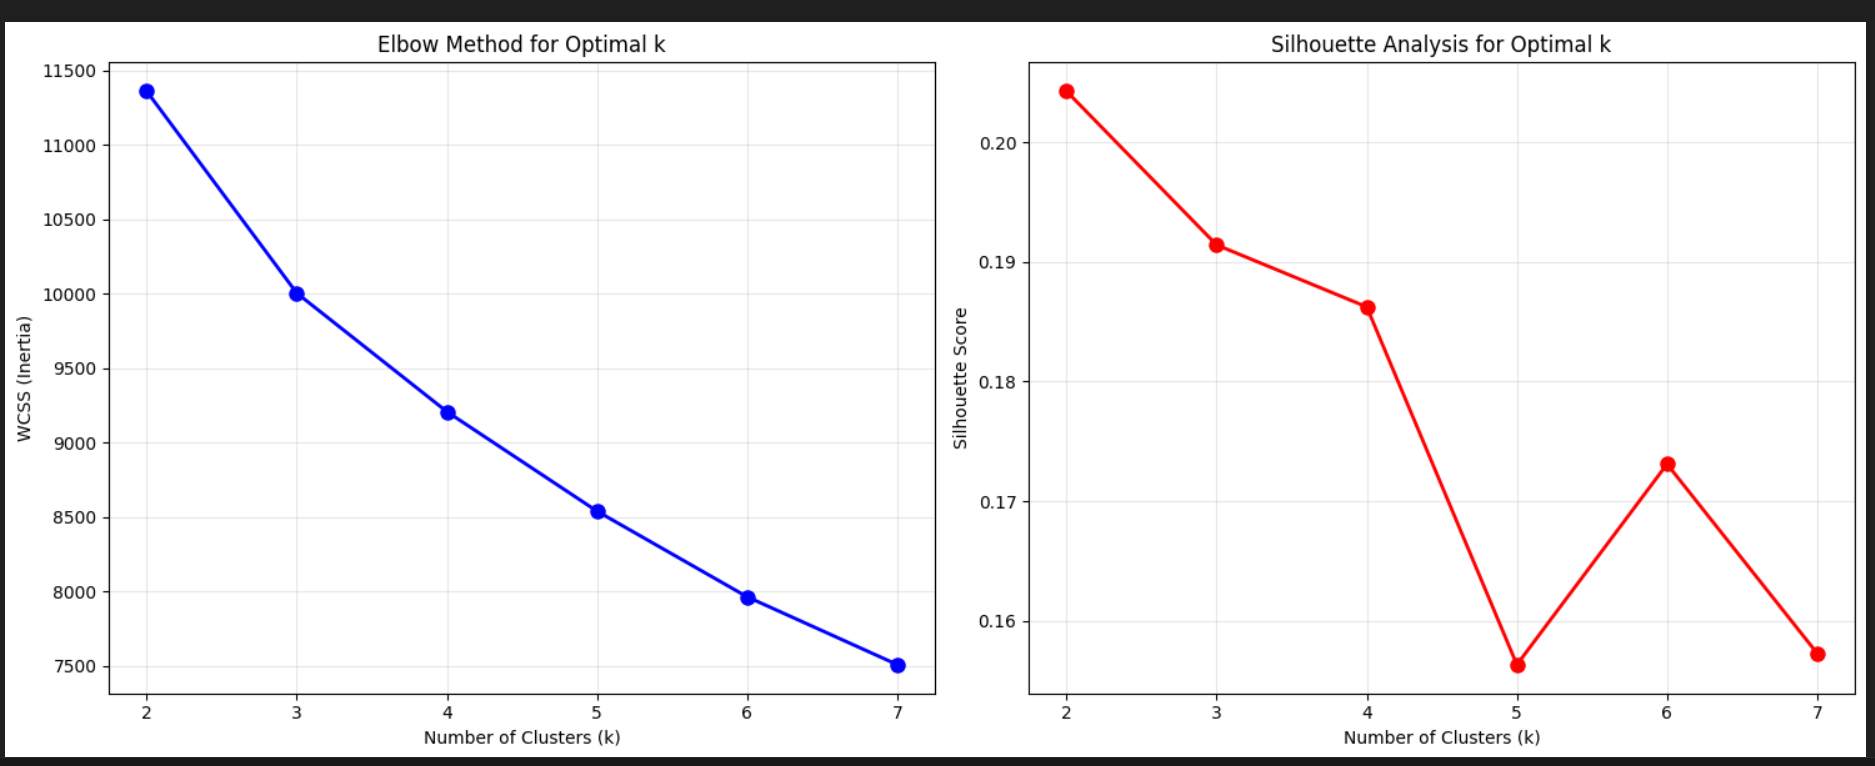 Elbow Method for Optimal k
11500
11000
10500
10000
9500
9000
8500
8000
7500
WCSS (Inertia)
2 3 4 5 6 7
Number of Clusters (k)
Silhouette Analysis for Optimal k
0.20
0.19
0.18
0.17
0.16
Silhouette Score
2 3 4 5 6 7
Number of Clusters (k)